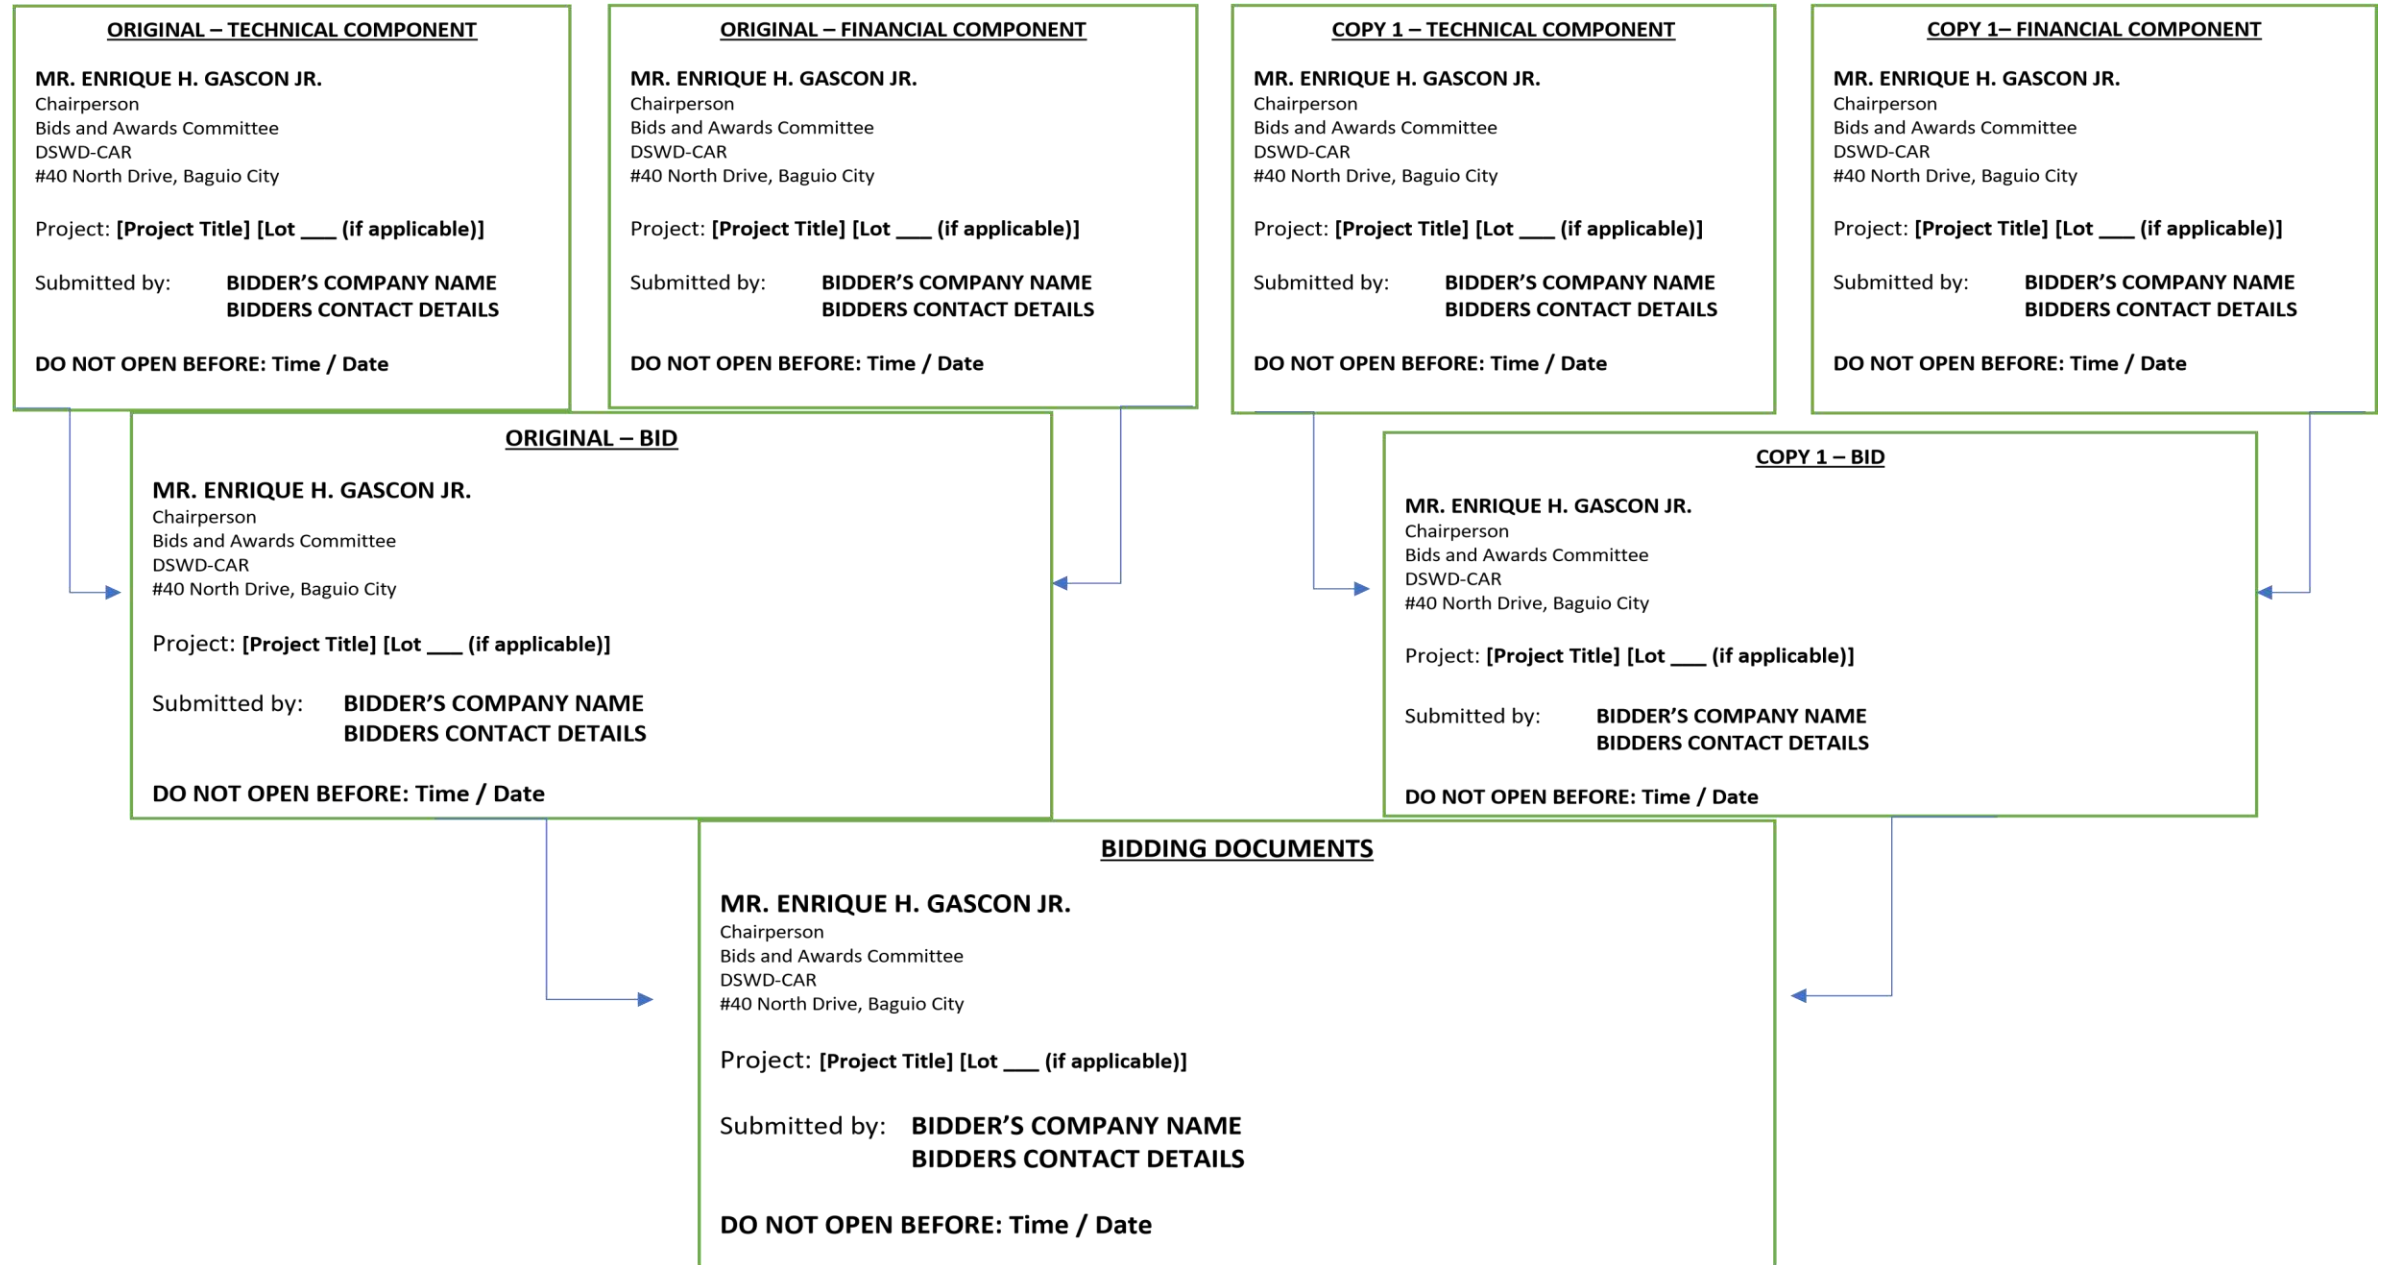 ORIGINAL – TECHNICAL COMPONENT
MR. ENRIQUE H. GASCON JR.
Chairperson
Bids and Awards Committee
DSWD-CAR
#40 North Drive, Baguio City
Project: [Project Title] [Lot ___ (if applicable)]
Submitted by: BIDDER’S COMPANY NAME
BIDDERS CONTACT DETAILS
DO NOT OPEN BEFORE: Time / Date
ORIGINAL – FINANCIAL COMPONENT
MR. ENRIQUE H. GASCON JR.
Chairperson
Bids and Awards Committee
DSWD-CAR
#40 North Drive, Baguio City
Project: [Project Title] [Lot ___ (if applicable)]
Submitted by: BIDDER’S COMPANY NAME
BIDDERS CONTACT DETAILS
DO NOT OPEN BEFORE: Time / Date
COPY 1 – TECHNICAL COMPONENT
MR. ENRIQUE H. GASCON JR.
Chairperson
Bids and Awards Committee
DSWD-CAR
#40 North Drive, Baguio City
Project: [Project Title] [Lot ___ (if applicable)]
Submitted by: BIDDER’S COMPANY NAME
BIDDERS CONTACT DETAILS
DO NOT OPEN BEFORE: Time / Date
COPY 1– FINANCIAL COMPONENT
MR. ENRIQUE H. GASCON JR.
Chairperson
Bids and Awards Committee
DSWD-CAR
#40 North Drive, Baguio City
Project: [Project Title] [Lot ___ (if applicable)]
Submitted by: BIDDER’S COMPANY NAME
BIDDERS CONTACT DETAILS
DO NOT OPEN BEFORE: Time / Date
ORIGINAL – BID
MR. ENRIQUE H. GASCON JR.
Chairperson
Bids and Awards Committee
DSWD-CAR
#40 North Drive, Baguio City
Project: [Project Title] [Lot ___ (if applicable)]
Submitted by: BIDDER’S COMPANY NAME
BIDDERS CONTACT DETAILS
DO NOT OPEN BEFORE: Time / Date
COPY 1 – BID
MR. ENRIQUE H. GASCON JR.
Chairperson
Bids and Awards Committee
DSWD-CAR
#40 North Drive, Baguio City
Project: [Project Title] [Lot ___ (if applicable)]
Submitted by: BIDDER’S COMPANY NAME
BIDDERS CONTACT DETAILS
DO NOT OPEN BEFORE: Time / Date
BIDDING DOCUMENTS
MR. ENRIQUE H. GASCON JR.
Chairperson
Bids and Awards Committee
DSWD-CAR
#40 North Drive, Baguio City
Project: [Project Title] [Lot ___ (if applicable)]
Submitted by: BIDDER’S COMPANY NAME
BIDDERS CONTACT DETAILS
DO NOT OPEN BEFORE: Time / Date